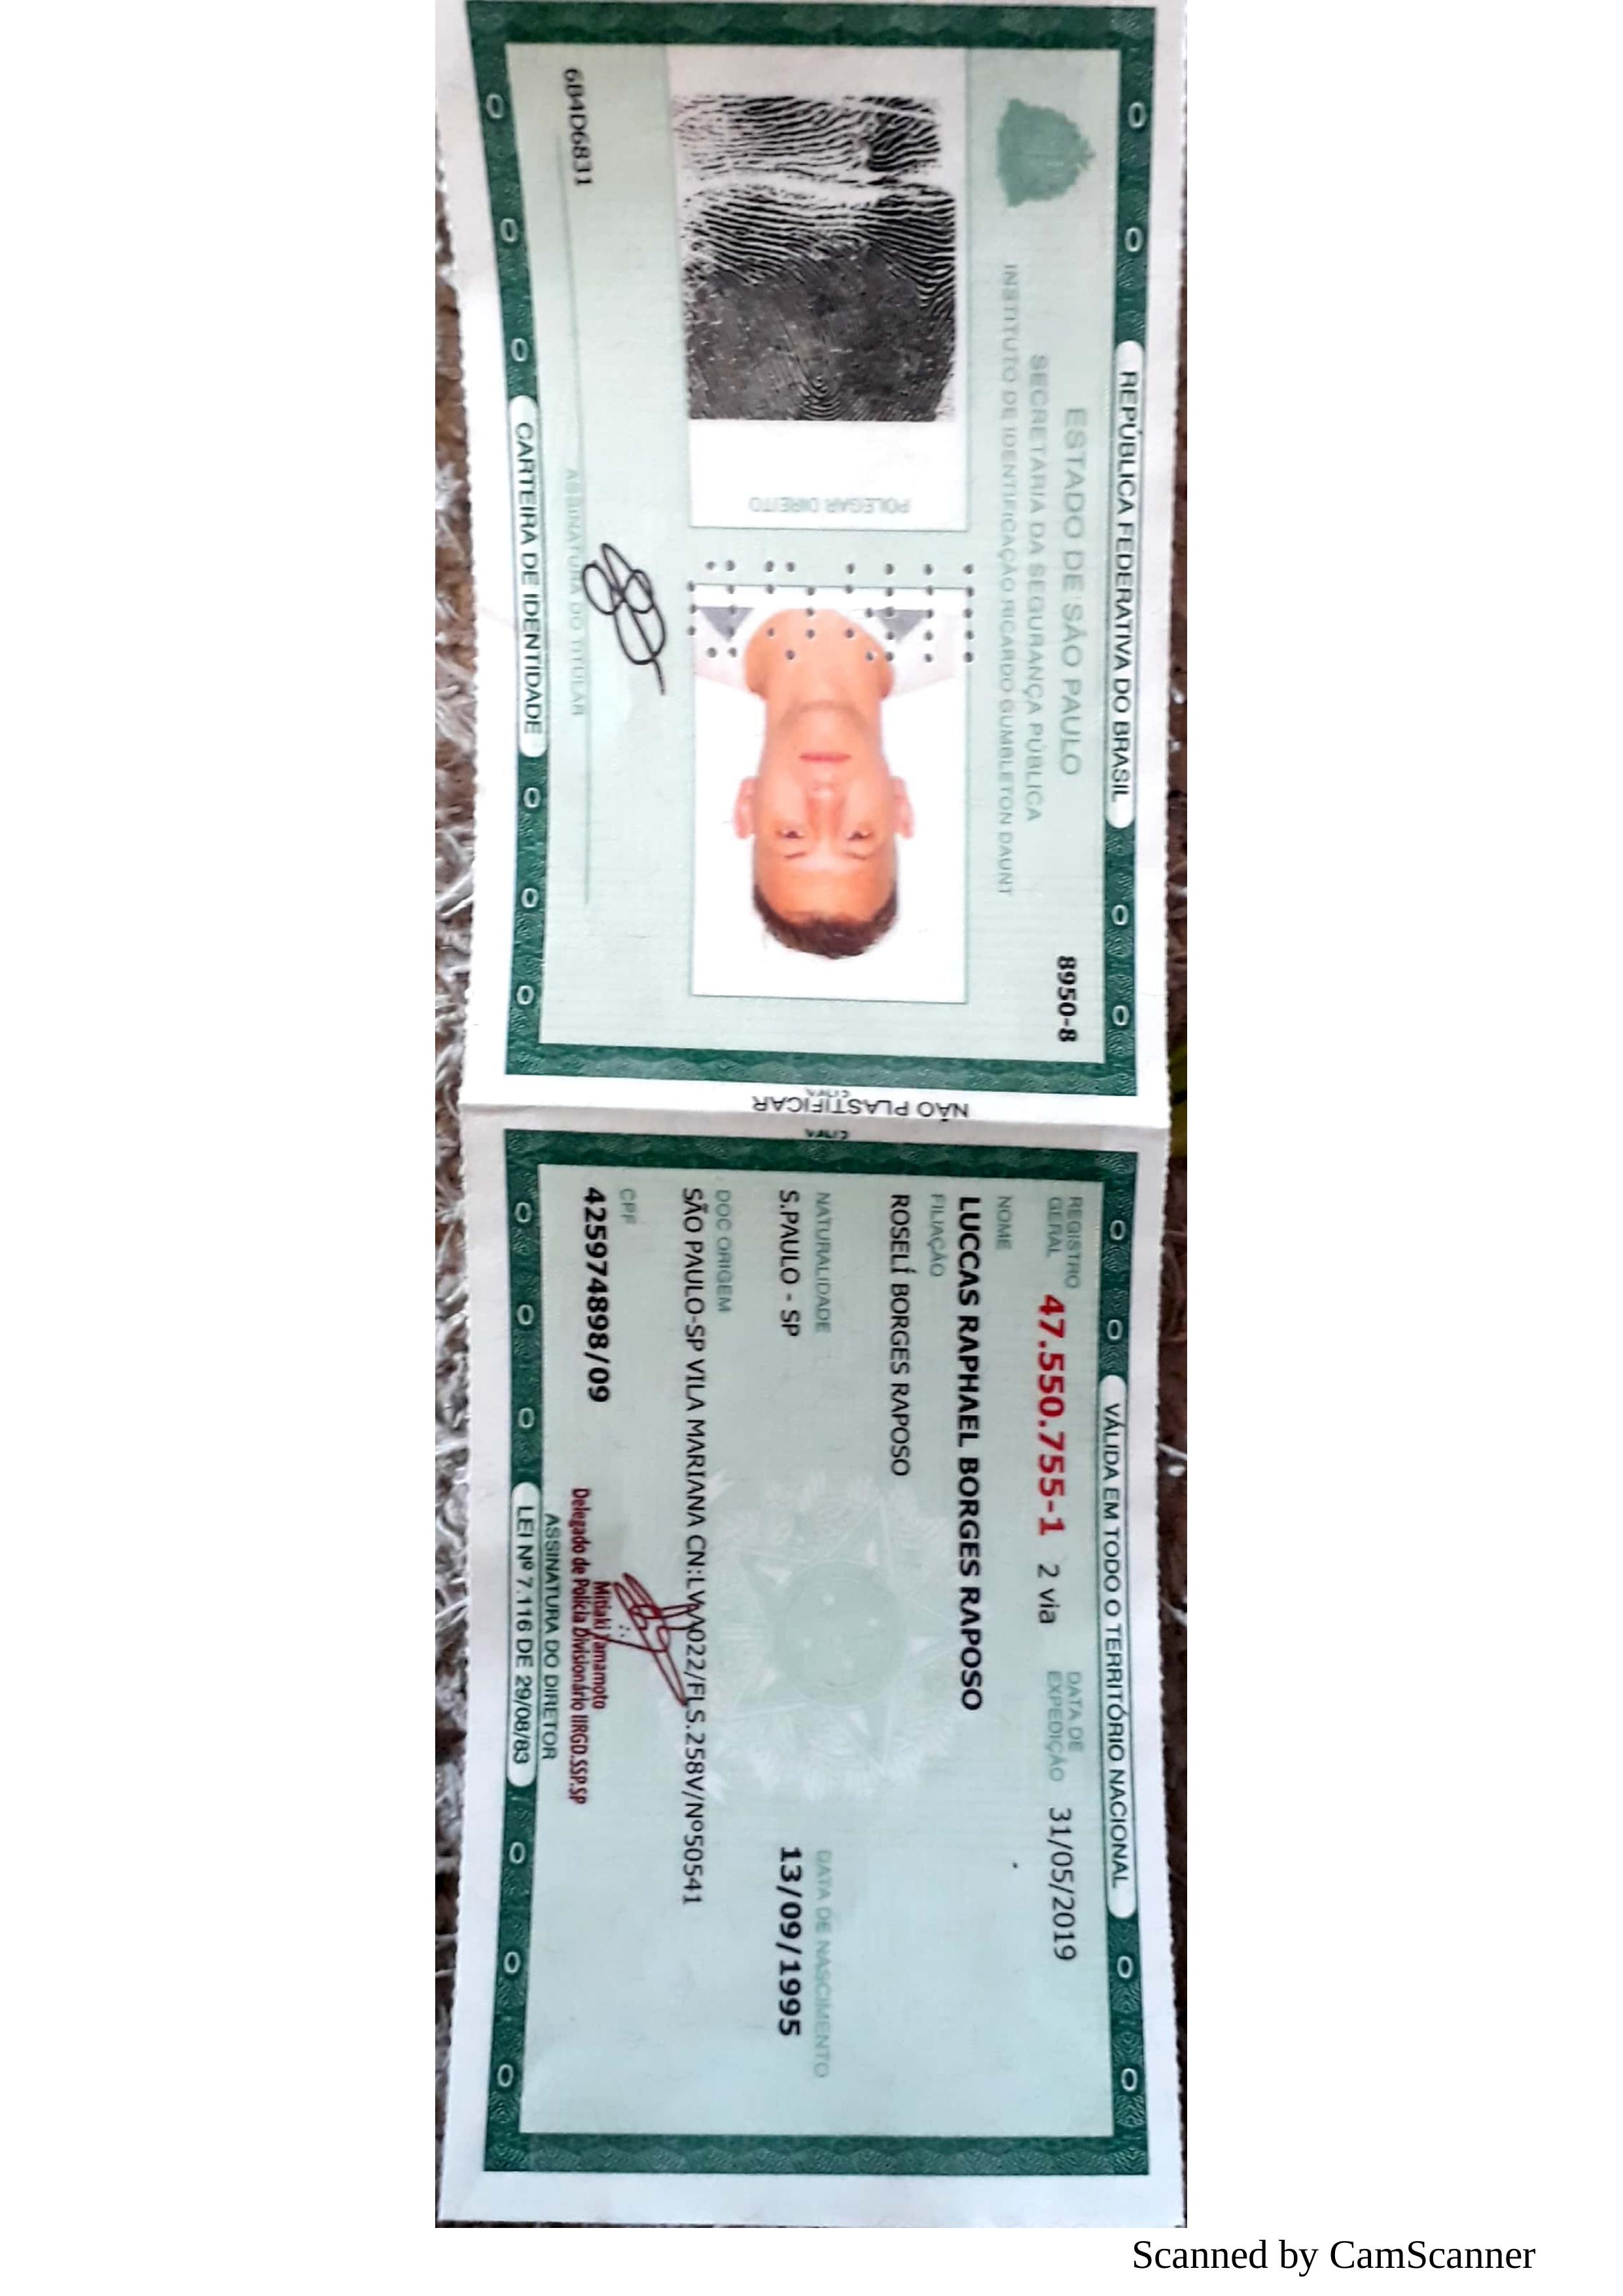 REPÚBLICA FEDERATIVA DO BRASIL
ESTADO DE SÃO PAULO
8950-8
SECRETARIA DA SEGURANÇA PÚBLICA
INSTITUTO DE IDENTIFICAÇÃO RICARDO GUMBLETON DAUNT
POLEGAR DIREITO
ASSINATURA DO TITULAR
6B4D6831
CARTEIRA DE IDENTIDADE
NÃO PLASTIFICAR
VÁLIDA EM TODO O TERRITÓRIO NACIONAL
REGISTRO GERAL 47.550.755-1 2 via DATA DE EXPEDIÇÃO 31/05/2019
NOME
LUCCAS RAPHAEL BORGES RAPOSO
FILIAÇÃO
ROSELÍ BORGES RAPOSO
NATURALIDADE DATA DE NASCIMENTO
S.PAULO - SP 13/09/1995
DOC ORIGEM
SÃO PAULO-SP VILA MARIANA CN:LV.A022/FLS.258V/Nº50541
CPF
425974898/09
Mitiaki Yamamoto
Delegado de Polícia Divisionário IIRGD.SSP.SP
ASSINATURA DO DIRETOR
LEI Nº 7.116 DE 29/08/83
Scanned by CamScanner